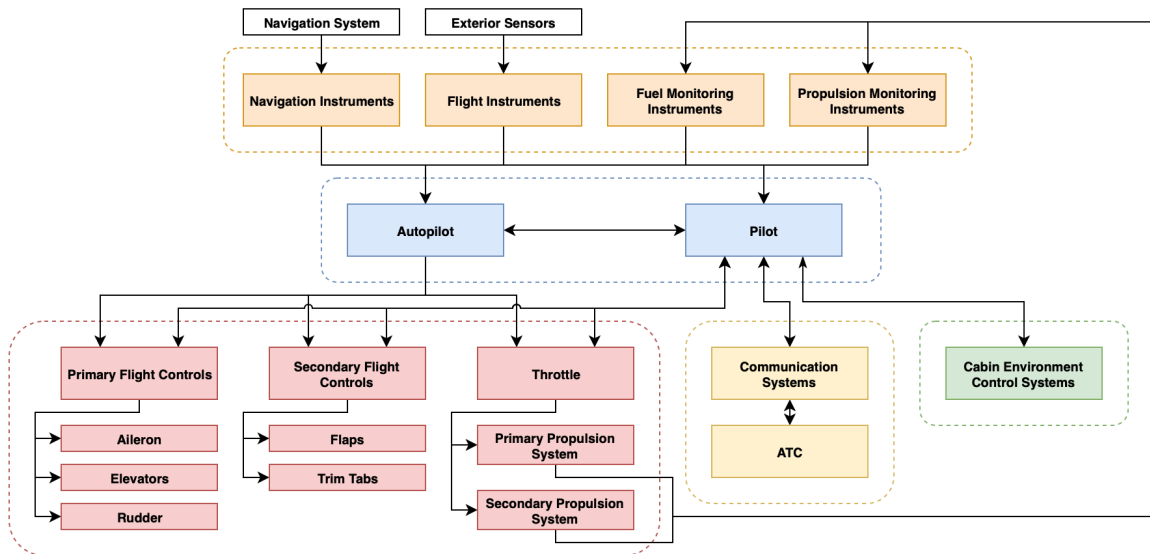 Navigation System
Exterior Sensors
Navigation Instruments
Flight Instruments
Fuel Monitoring
Instruments
Propulsion Monitoring
Instruments
Autopilot
Pilot
Primary Flight Controls
Secondary Flight
Controls
Throttle
Communication
Systems
Cabin Environment
Control Systems
Aileron
Flaps
Primary Propulsion
System
ATC
Elevators
Trim Tabs
Rudder
Secondary Propulsion
System